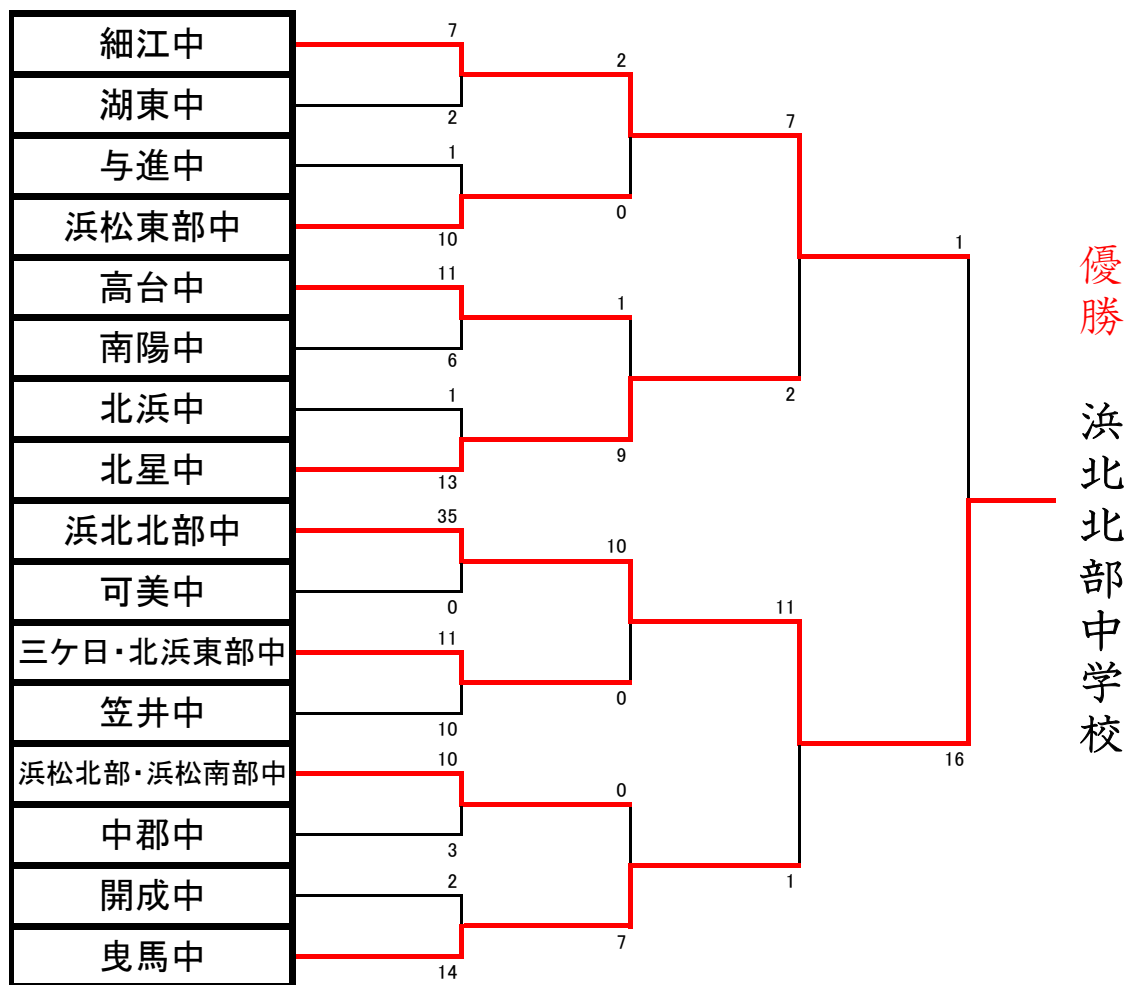 細江中
湖東中
与進中
浜松東部中
高台中
南陽中
北浜中
北星中
浜北北部中
可美中
三ケ日・北浜東部中
笠井中
浜松北部・浜松南部中
中郡中
開成中
曳馬中
7
2
1
10
11
6
1
13
35
0
11
10
10
3
2
14
2
0
1
9
10
0
0
7
7
2
11
1
1
16
優勝 浜北北部中学校